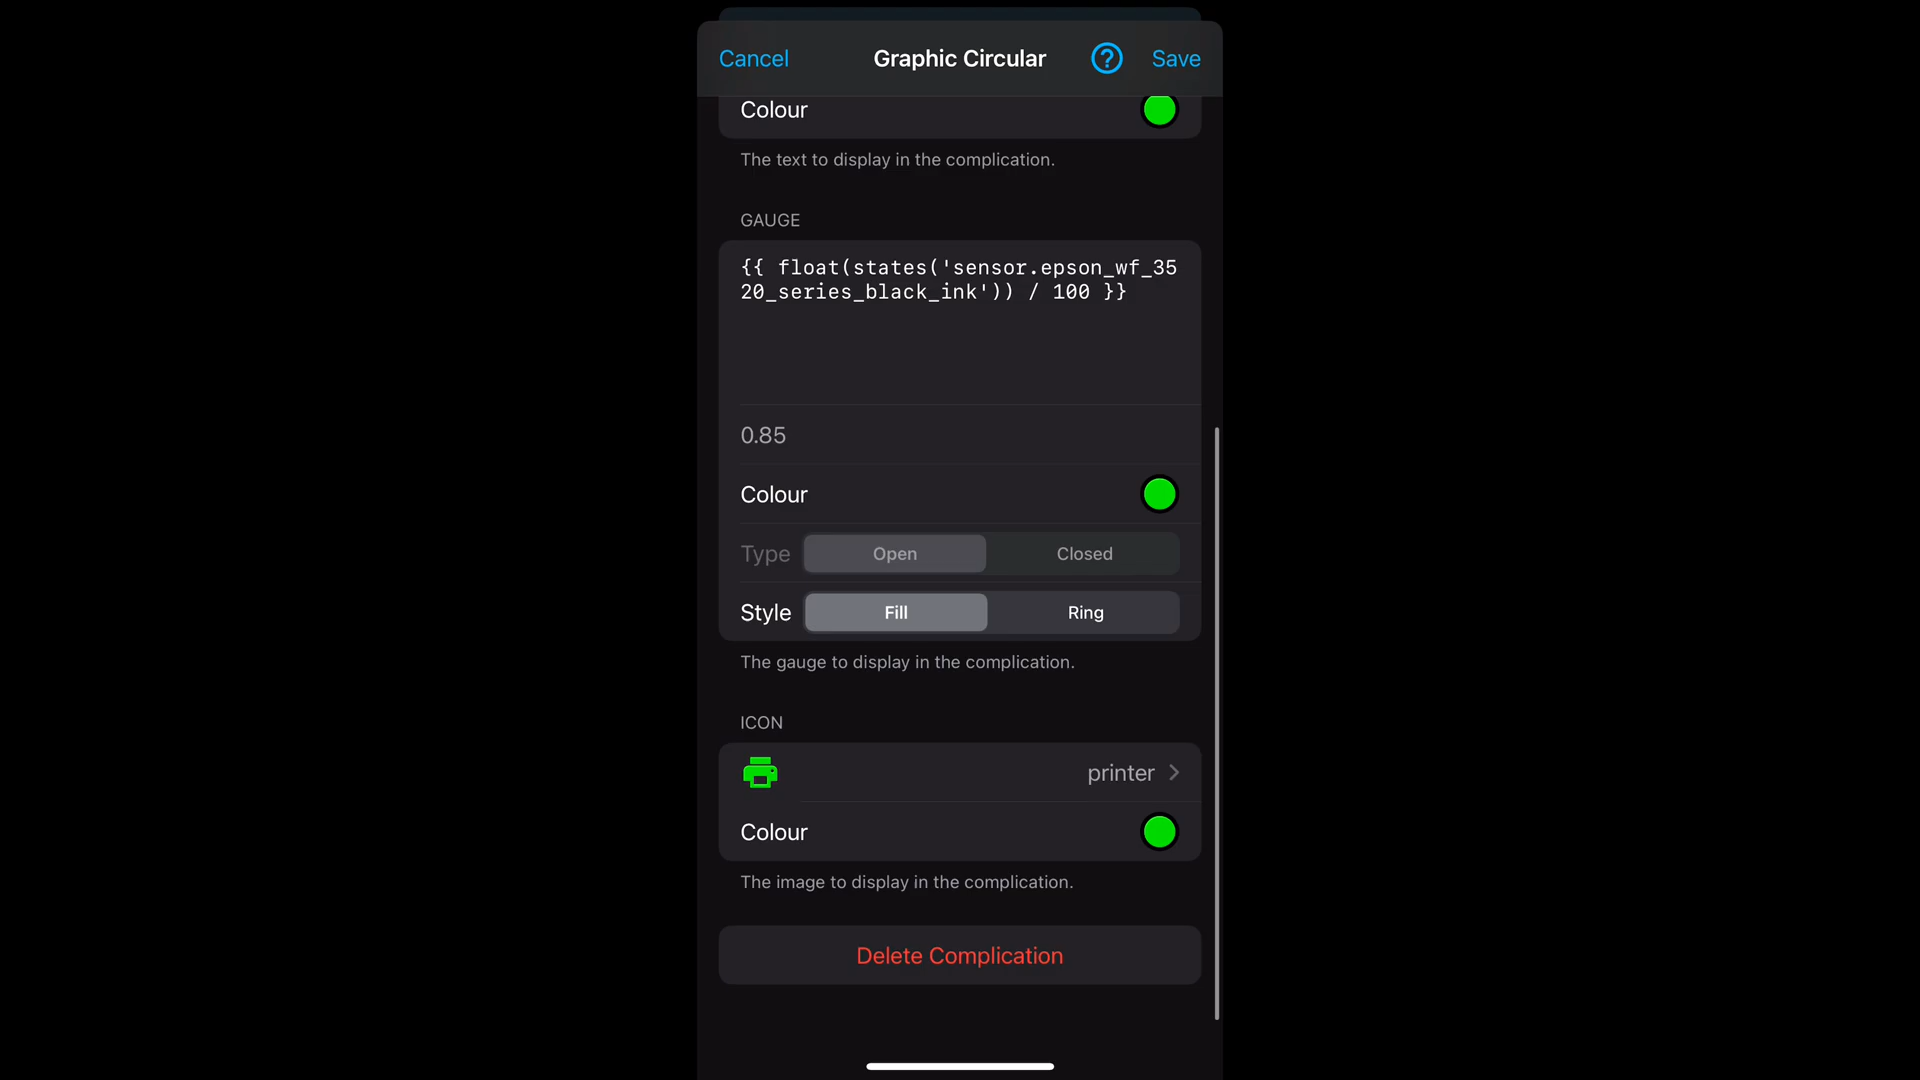 Cancel Graphic Circular ? Save
Colour
The text to display in the complication.
GAUGE
{{ float(states('sensor.epson_wf_35
20_series_black_ink')) / 100 }}
0.85
Colour
Type Open Closed
Style Fill Ring
The gauge to display in the complication.
ICON
printer
Colour
The image to display in the complication.
Delete Complication